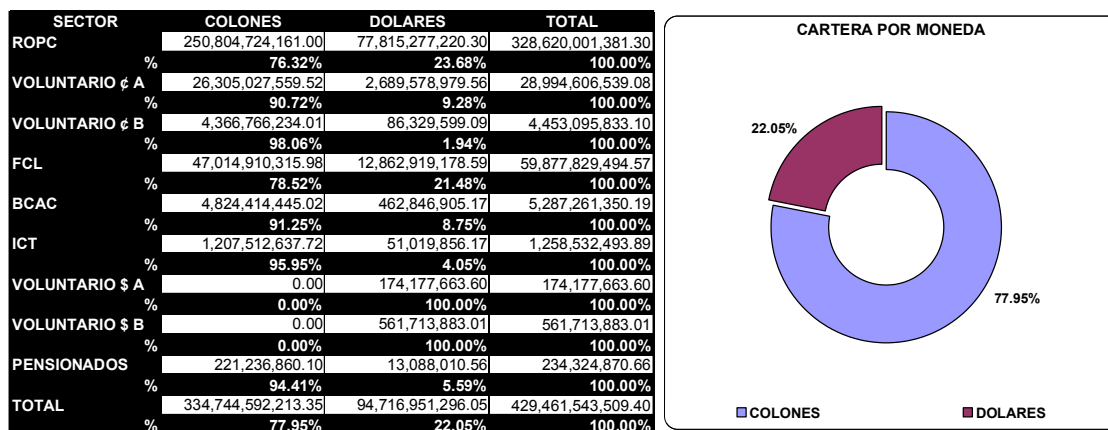 SECTOR COLONES DOLARES TOTAL
ROPC 250,804,724,161.00 77,815,277,220.30 328,620,001,381.30
% 76.32% 23.68% 100.00%
VOLUNTARIO ¢ A 26,305,027,559.52 2,689,578,979.56 28,994,606,539.08
% 90.72% 9.28% 100.00%
VOLUNTARIO ¢ B 4,366,766,234.01 86,329,599.09 4,453,095,833.10
% 98.06% 1.94% 100.00%
FCL 47,014,910,315.98 12,862,919,178.59 59,877,829,494.57
% 78.52% 21.48% 100.00%
BCAC 4,824,414,445.02 462,846,905.17 5,287,261,350.19
% 91.25% 8.75% 100.00%
ICT 1,207,512,637.72 51,019,856.17 1,258,532,493.89
% 95.95% 4.05% 100.00%
VOLUNTARIO $ A 0.00 174,177,663.60 174,177,663.60
% 0.00% 100.00% 100.00%
VOLUNTARIO $ B 0.00 561,713,883.01 561,713,883.01
% 0.00% 100.00% 100.00%
PENSIONADOS 221,236,860.10 13,088,010.56 234,324,870.66
% 94.41% 5.59% 100.00%
TOTAL 334,744,592,213.35 94,716,951,296.05 429,461,543,509.40
% 77.95% 22.05% 100.00%
CARTERA POR MONEDA
22.05%
77.95%
COLONES DOLARES